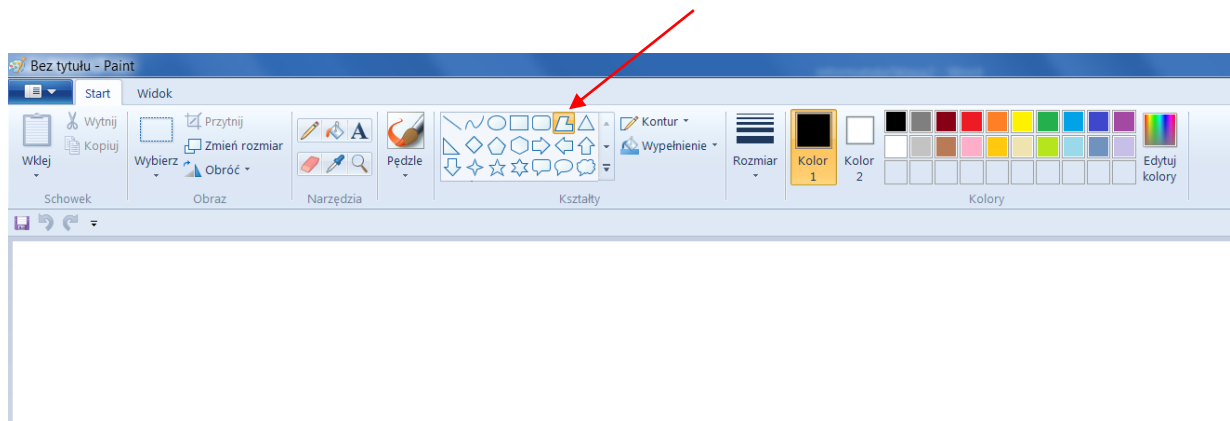 Bez tytułu - Paint
Start Widok
Wklej
Wytnij
Kopiuj
Schowek
Wybierz
Przytnij
Zmień rozmiar
Obróć
Obraz
A
Narzędzia
Pędzle
Kontur
Wypełnienie
Kształty
Rozmiar
Kolor
1
Kolor
2
Edytuj
kolory
Kolory